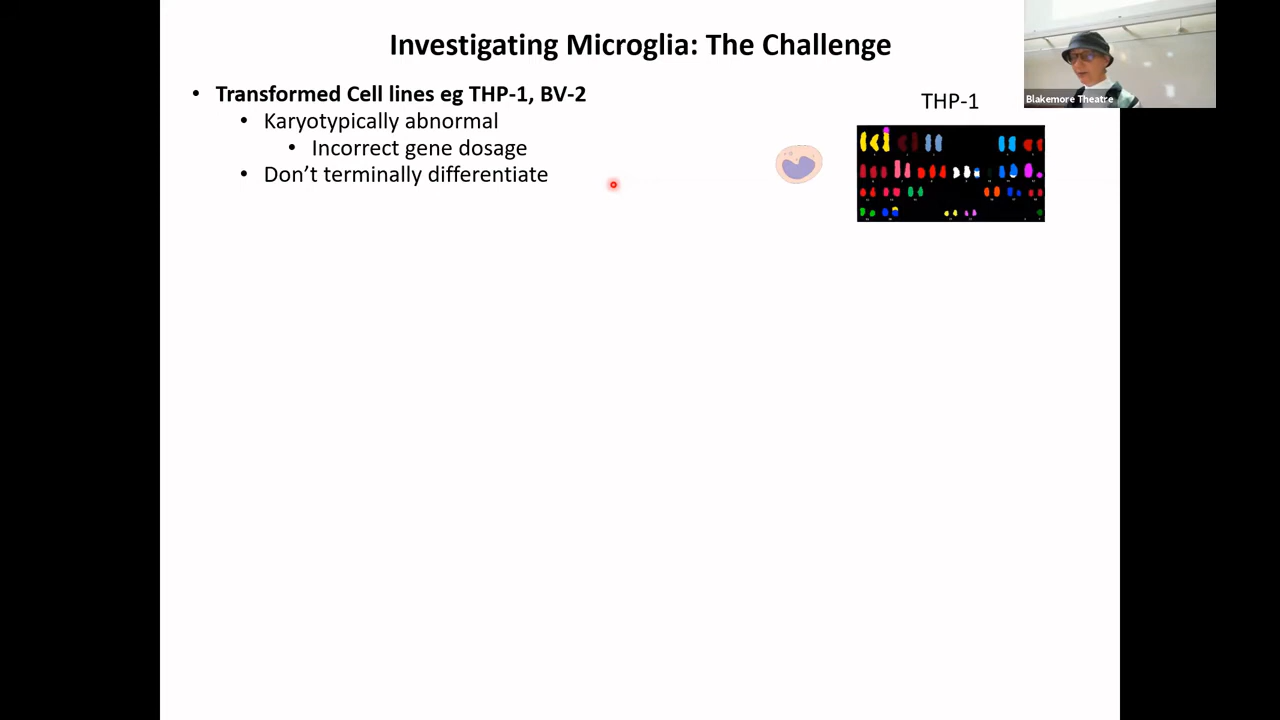 Investigating Microglia: The Challenge
• Transformed Cell lines eg THP-1, BV-2
• Karyotypically abnormal
• Incorrect gene dosage
• Don’t terminally differentiate
THP-1
Blakemore Theatre